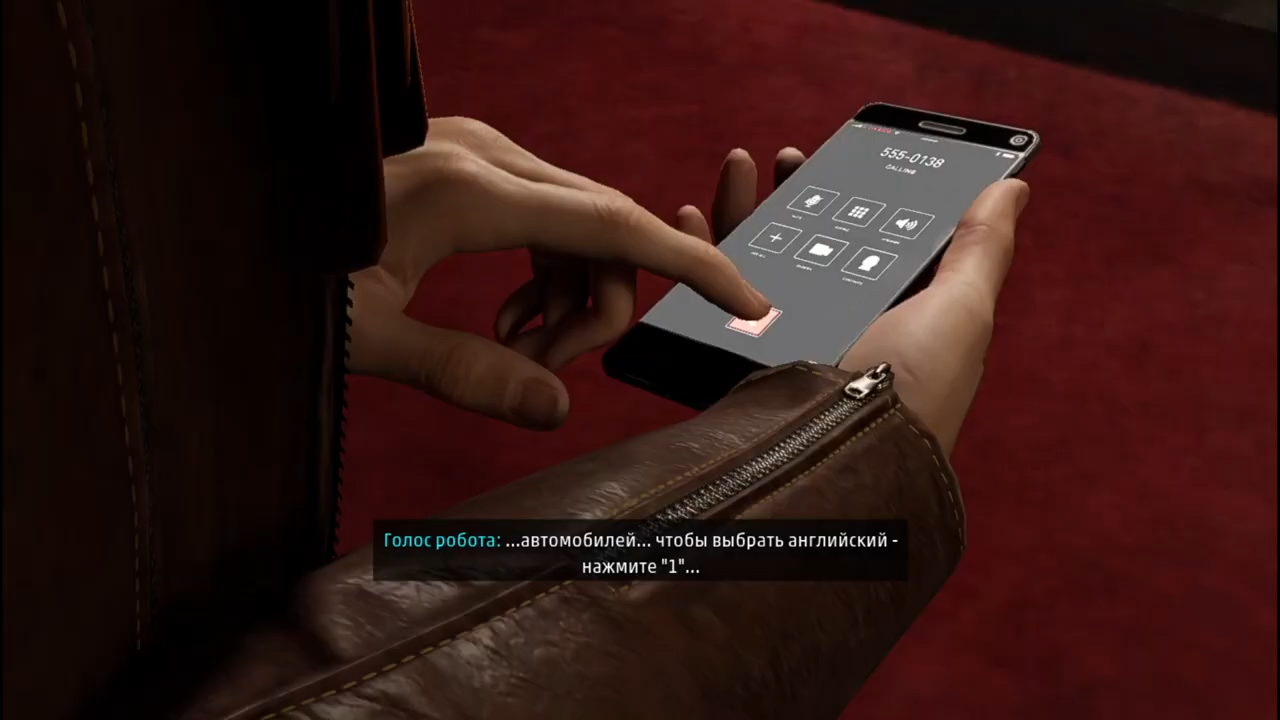 555-0138
CALLING
Голос робота: ...автомобилей... чтобы выбрать английский -
нажмите "1"...